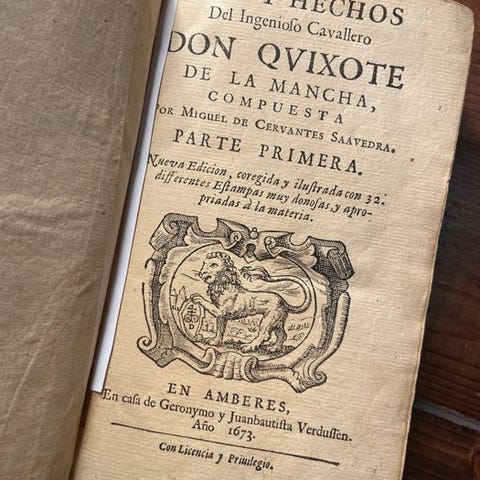 Y HECHOS
Del Ingenioso Cavallero
DON QVIXOTE
DE LA MANCHA,
COMPUESTA
POR MIGUEL DE CERVANTES SAAVEDRA.
PARTE PRIMERA.
Nueva Edicion, coregida y ilustrada con 32.
differentes Estampas muy donosas, y apro-
priadas à la materia.
EN AMBERES,
En casa de Geronymo y Juanbautista Verdussen.
Año 1673.
Con Licencia y Privilegio.